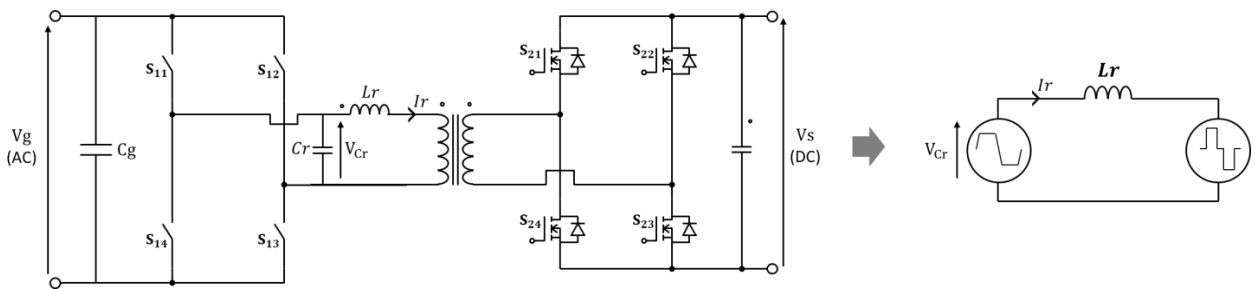 S11
S12
S21
S22
Lr
Ir
Vg
(AC)
Cg
Cr
VCr
Vs
(DC)
S14
S13
S24
S23
Ir
Lr
VCr